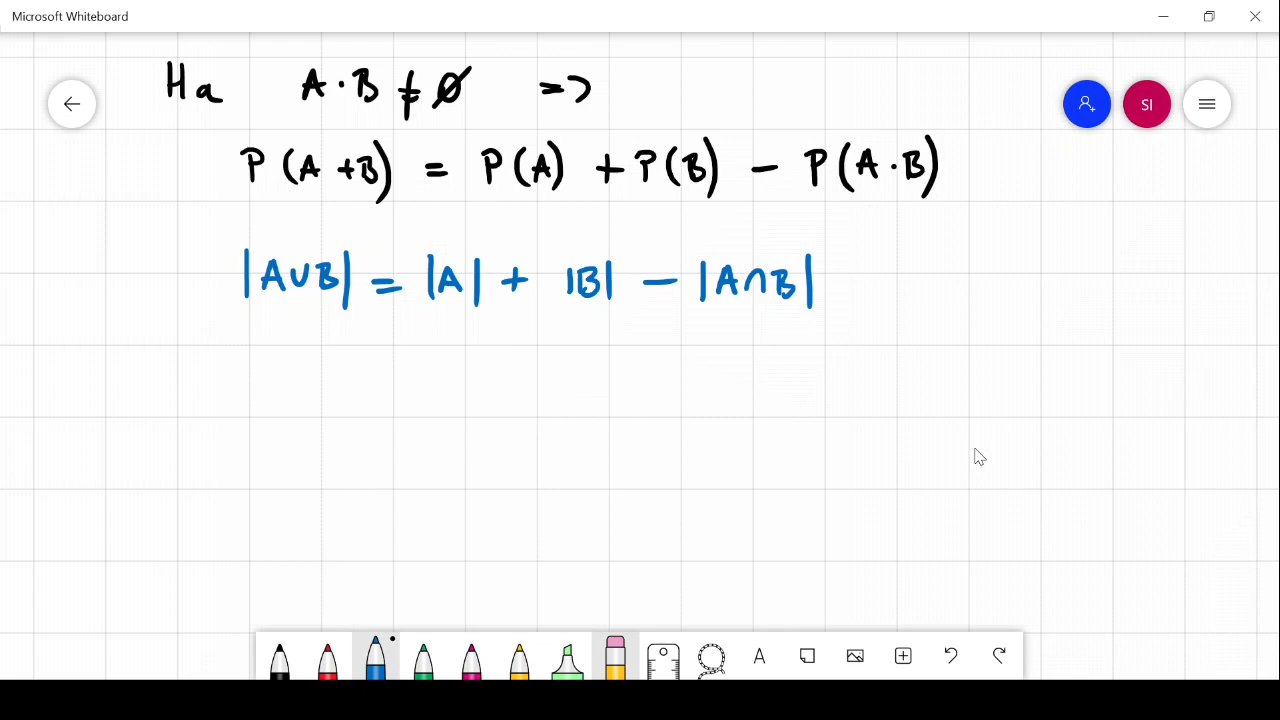 Microsoft Whiteboard
SI
Ha A·B ≠ ∅ =>
P(A+B) = P(A) + P(B) - P(A·B)
|A∪B| = |A| + |B| - |A∩B|
A